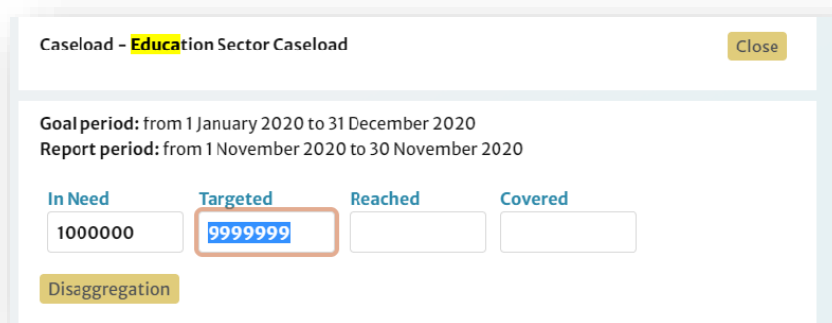 Caseload - Education Sector Caseload
Close
Goal period: from 1 January 2020 to 31 December 2020
Report period: from 1 November 2020 to 30 November 2020
In Need Targeted Reached Covered
1000000 9999999
Disaggregation